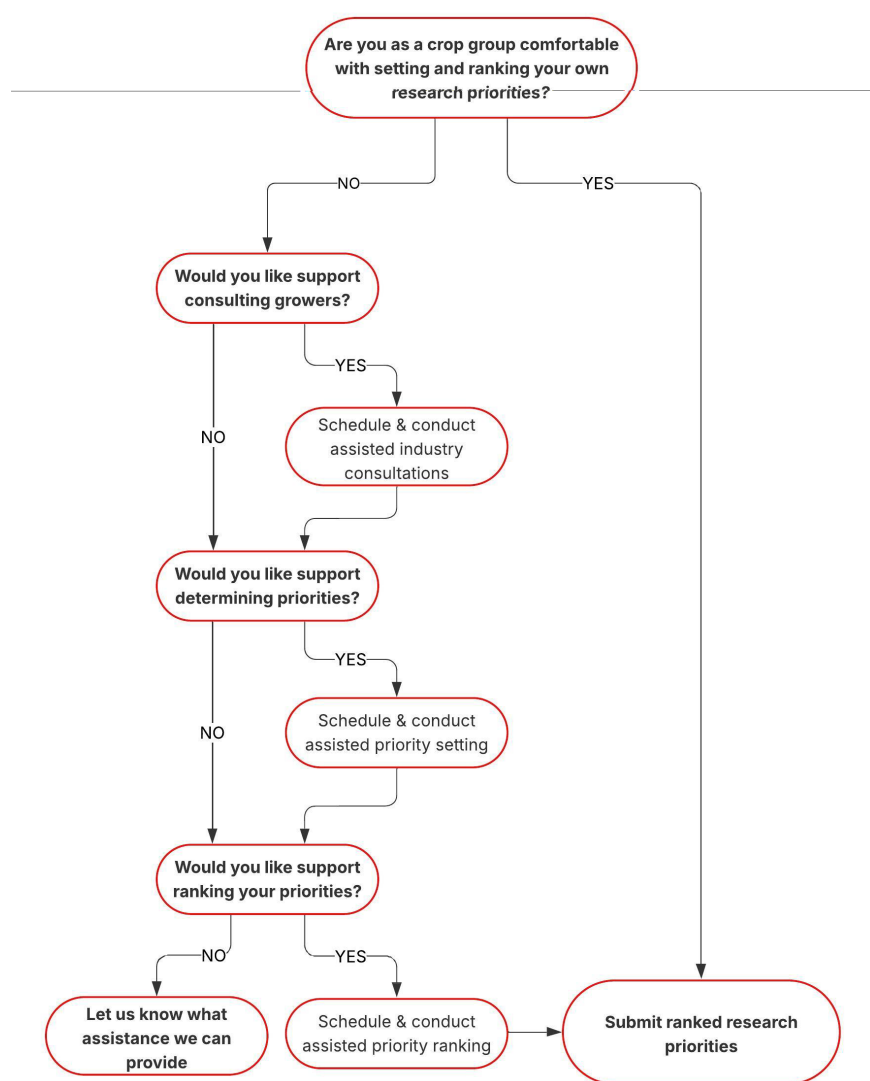 Are you as a crop group comfortable
with setting and ranking your own
research priorities?
NO
YES
Would you like support
consulting growers?
YES
Schedule & conduct
assisted industry
consultations
NO
Would you like support
determining priorities?
YES
Schedule & conduct
assisted priority setting
NO
Would you like support
ranking your priorities?
NO
YES
Let us know what
assistance we can
provide
Schedule & conduct
assisted priority ranking
Submit ranked research
priorities